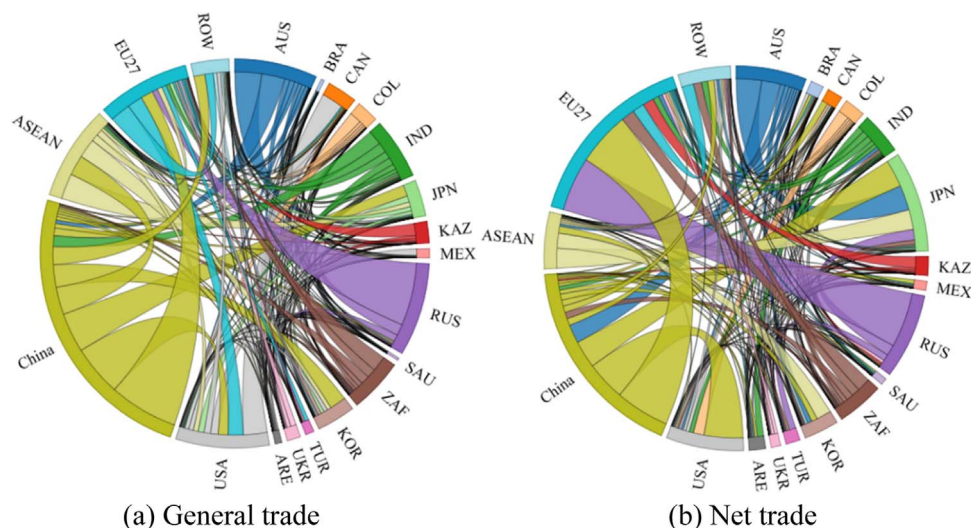 ROW
AUS
BRA
CAN
COL
IND
JPN
KAZ
MEX
RUS
SAU
ZAF
KOR
TUR
UKR
ARE
USA
China
ASEAN
EU27
(a) General trade
ROW
AUS
BRA
CAN
COL
IND
JPN
KAZ
MEX
RUS
SAU
ZAF
KOR
TUR
UKR
ARE
USA
China
ASEAN
EU27
(b) Net trade